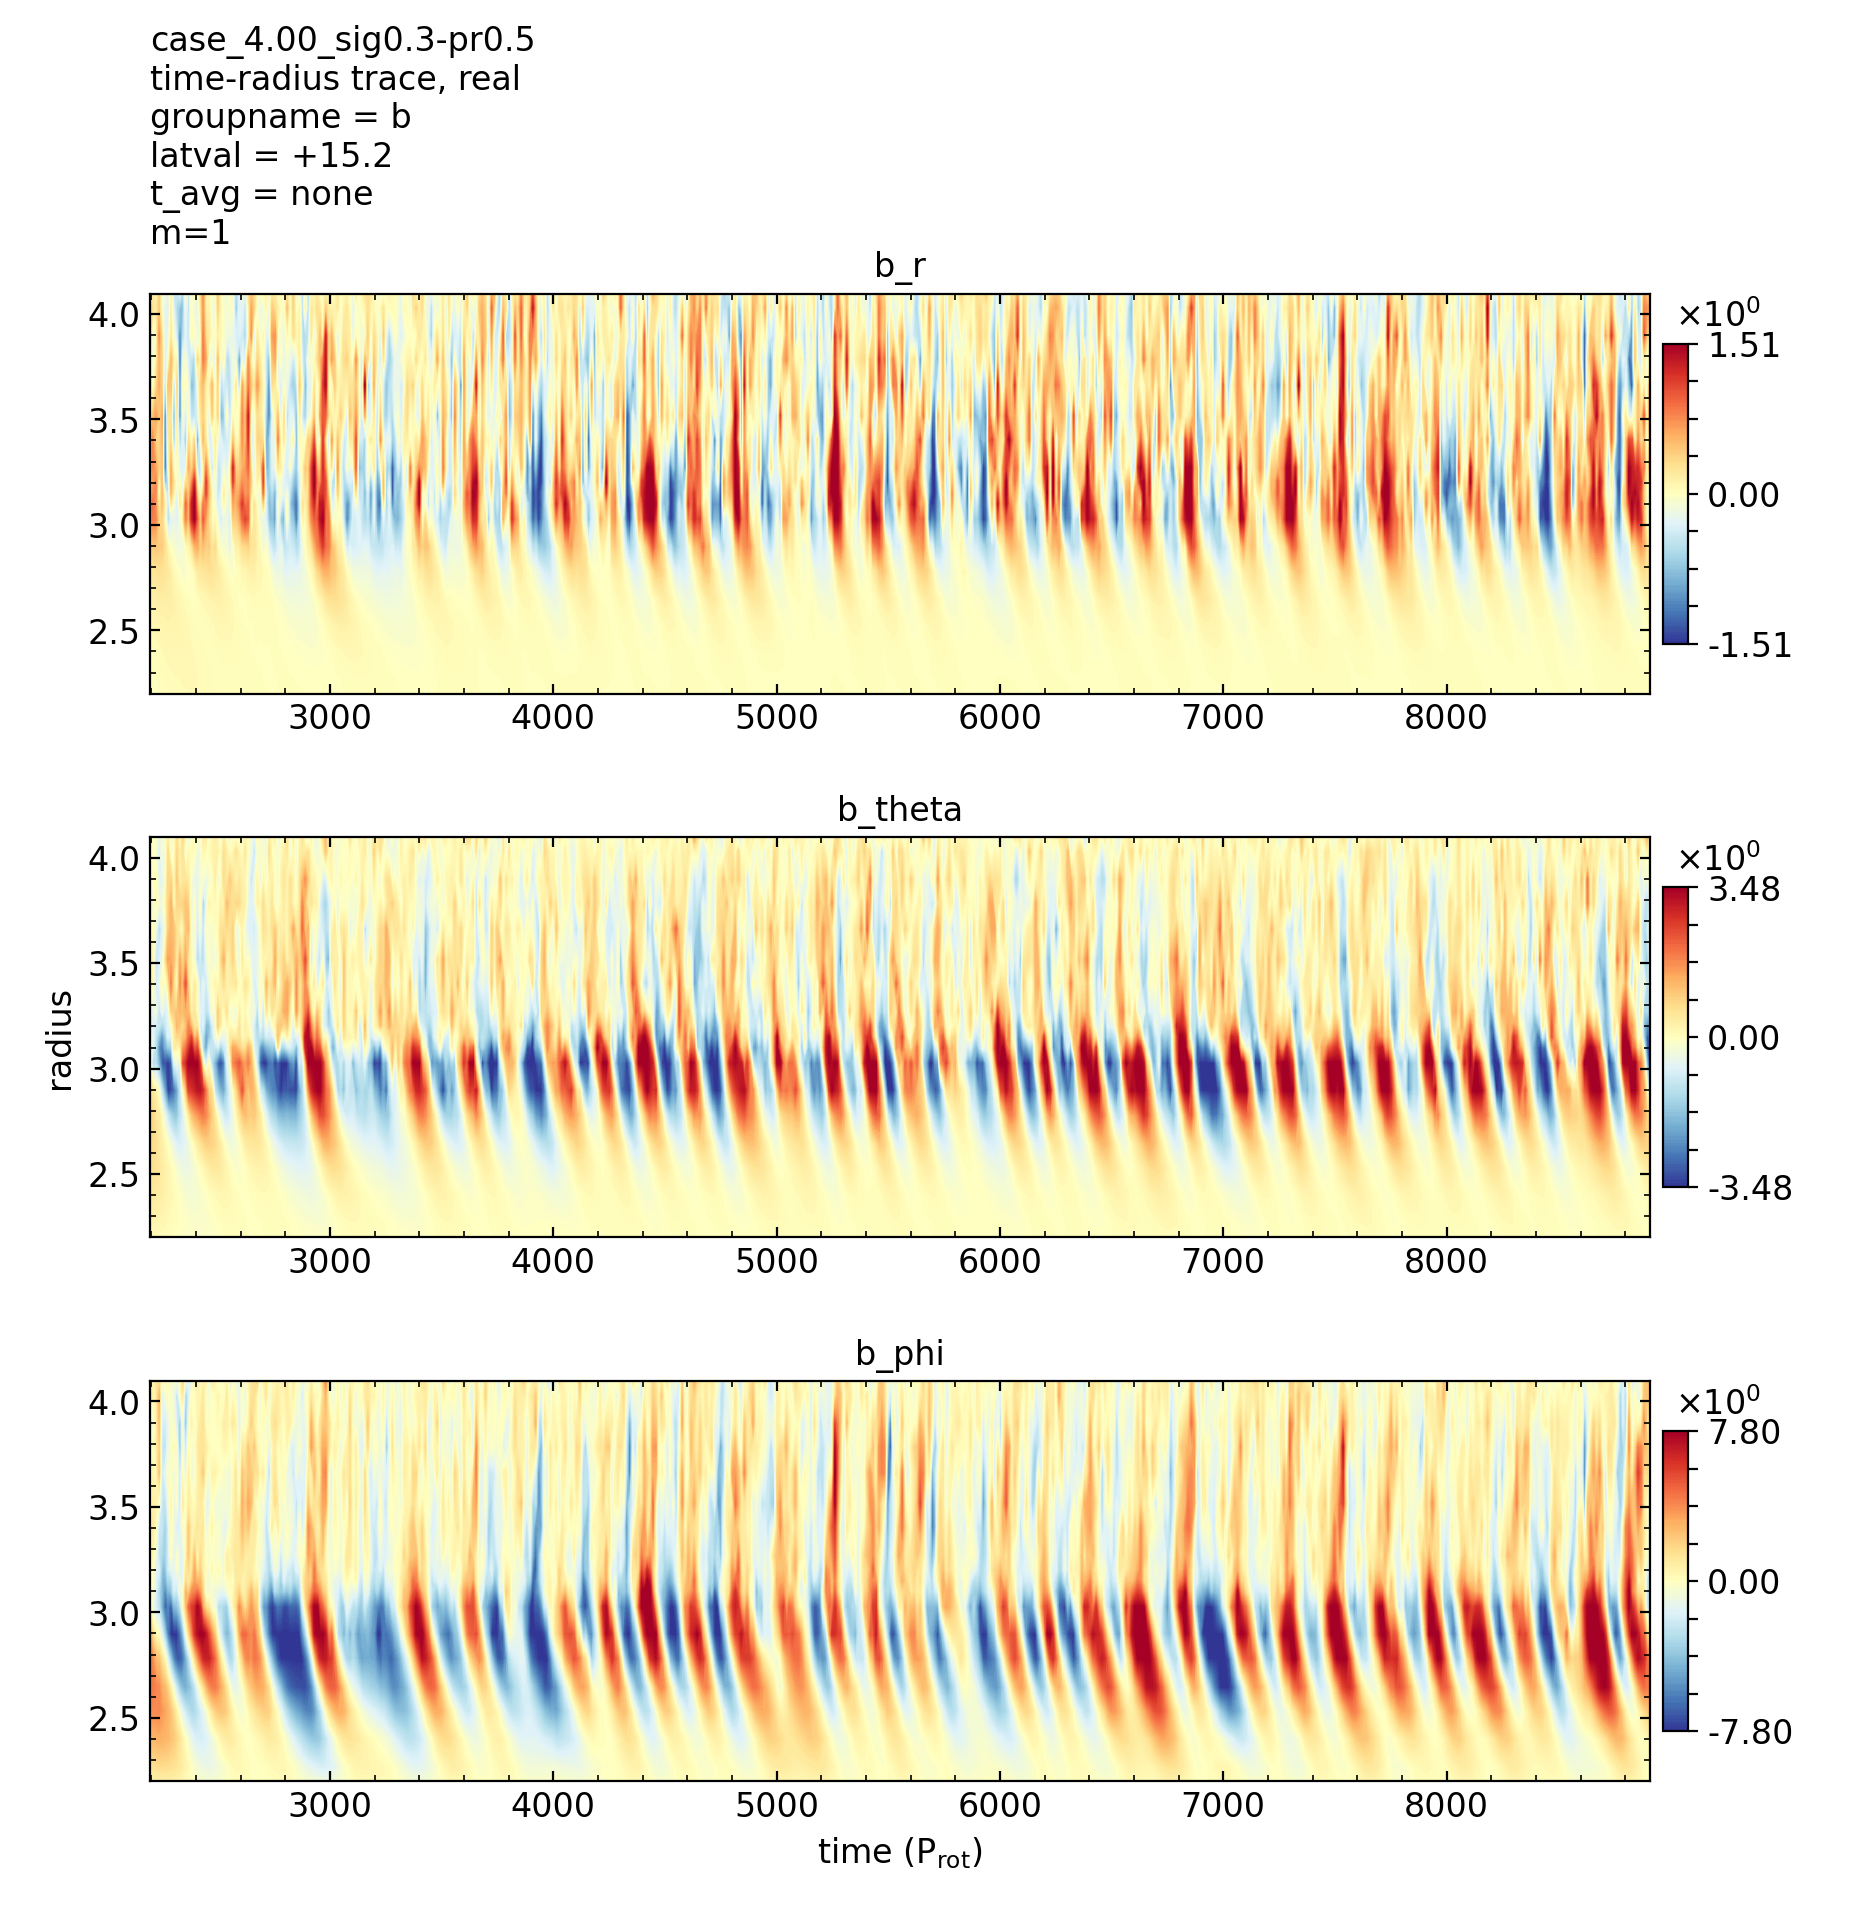 case_4.00_sig0.3-pr0.5
time-radius trace, real
groupname = b
latval = +15.2
t_avg = none
m=1
b_r
4.0
3.5
3.0
2.5
3000 4000 5000 6000 7000 8000
×10⁰
1.51
0.00
-1.51
b_theta
radius
4.0
3.5
3.0
2.5
3000 4000 5000 6000 7000 8000
×10⁰
3.48
0.00
-3.48
b_phi
4.0
3.5
3.0
2.5
3000 4000 5000 6000 7000 8000
time (P_rot)
×10⁰
7.80
0.00
-7.80